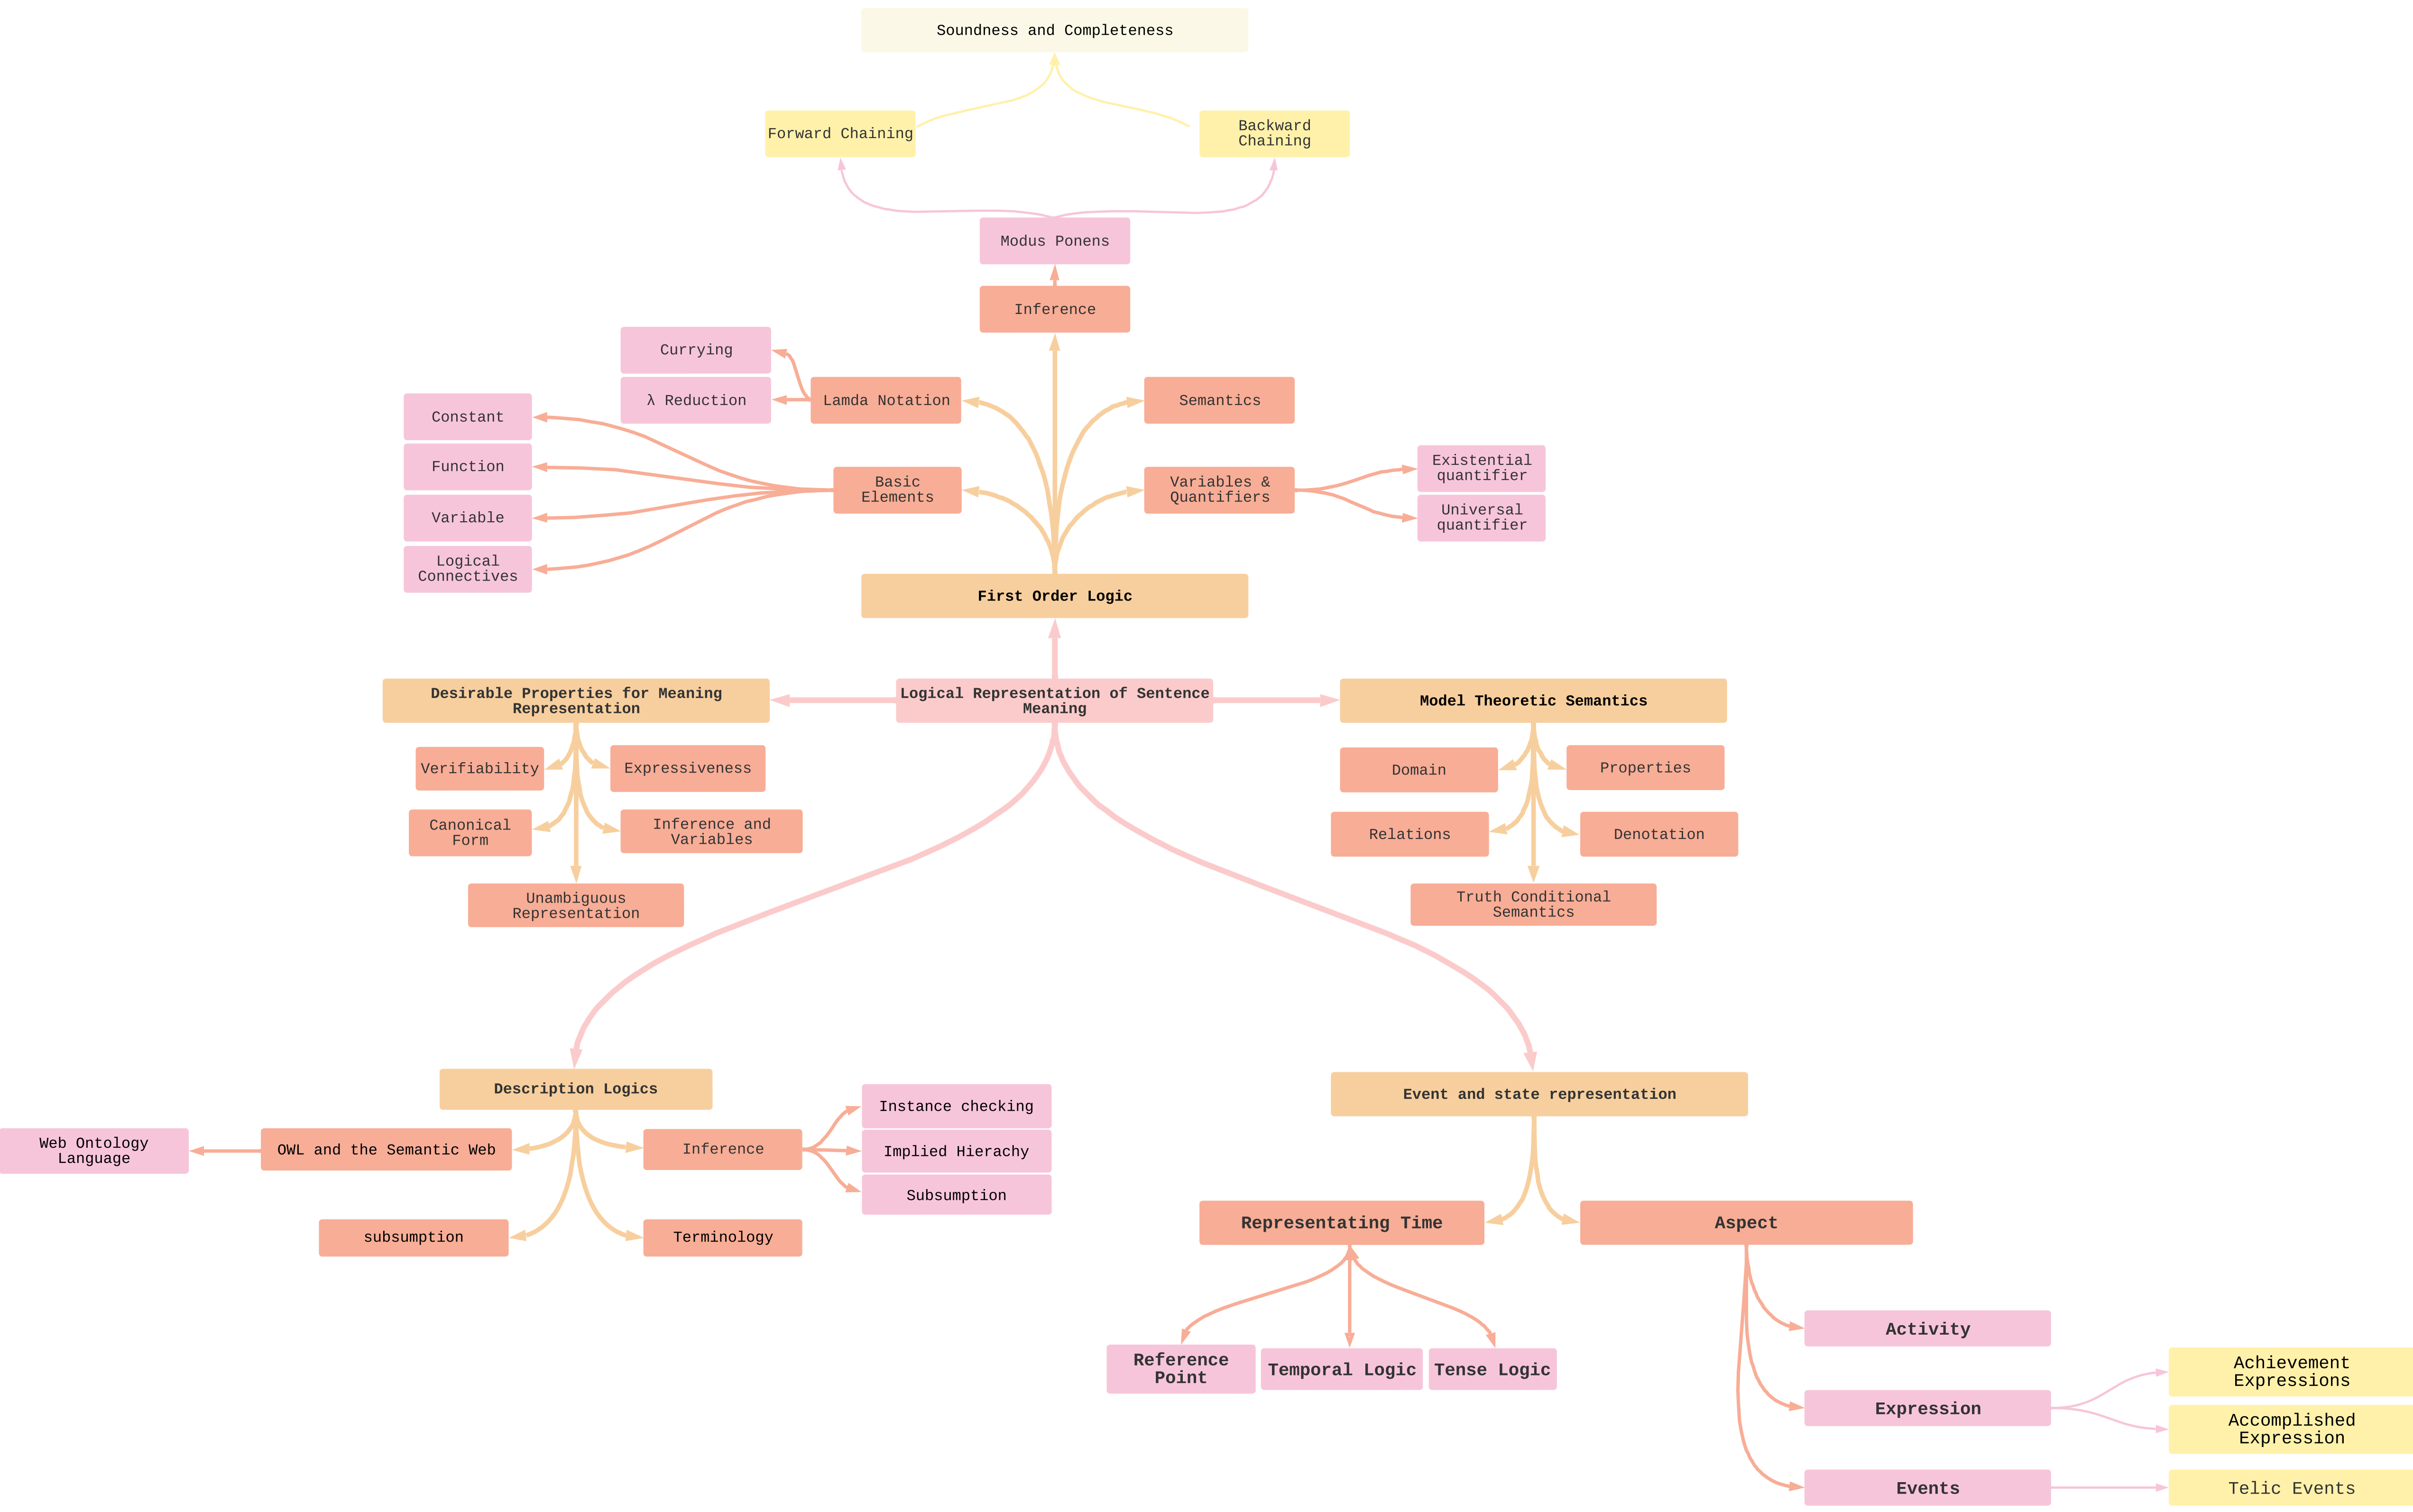 Soundness and Completeness
Forward Chaining
Backward
Chaining
Modus Ponens
Inference
Currying
λ Reduction
Lamda Notation
Semantics
Constant
Function
Variable
Logical
Connectives
Basic
Elements
Variables &
Quantifiers
Existential
quantifier
Universal
quantifier
First Order Logic
Desirable Properties for Meaning
Representation
Logical Representation of Sentence
Meaning
Model Theoretic Semantics
Verifiability
Expressiveness
Canonical
Form
Inference and
Variables
Unambiguous
Representation
Domain
Properties
Relations
Denotation
Truth Conditional
Semantics
Description Logics
Web Ontology
Language
OWL and the Semantic Web
Inference
Instance checking
Implied Hierachy
Subsumption
subsumption
Terminology
Event and state representation
Representating Time
Aspect
Reference
Point
Temporal Logic
Tense Logic
Activity
Expression
Events
Achievement
Expressions
Accomplished
Expression
Telic Events